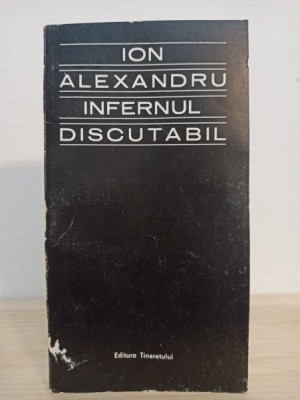 ION
ALEXANDRU
INFERNUL
DISCUTABIL
Editura Tineretului